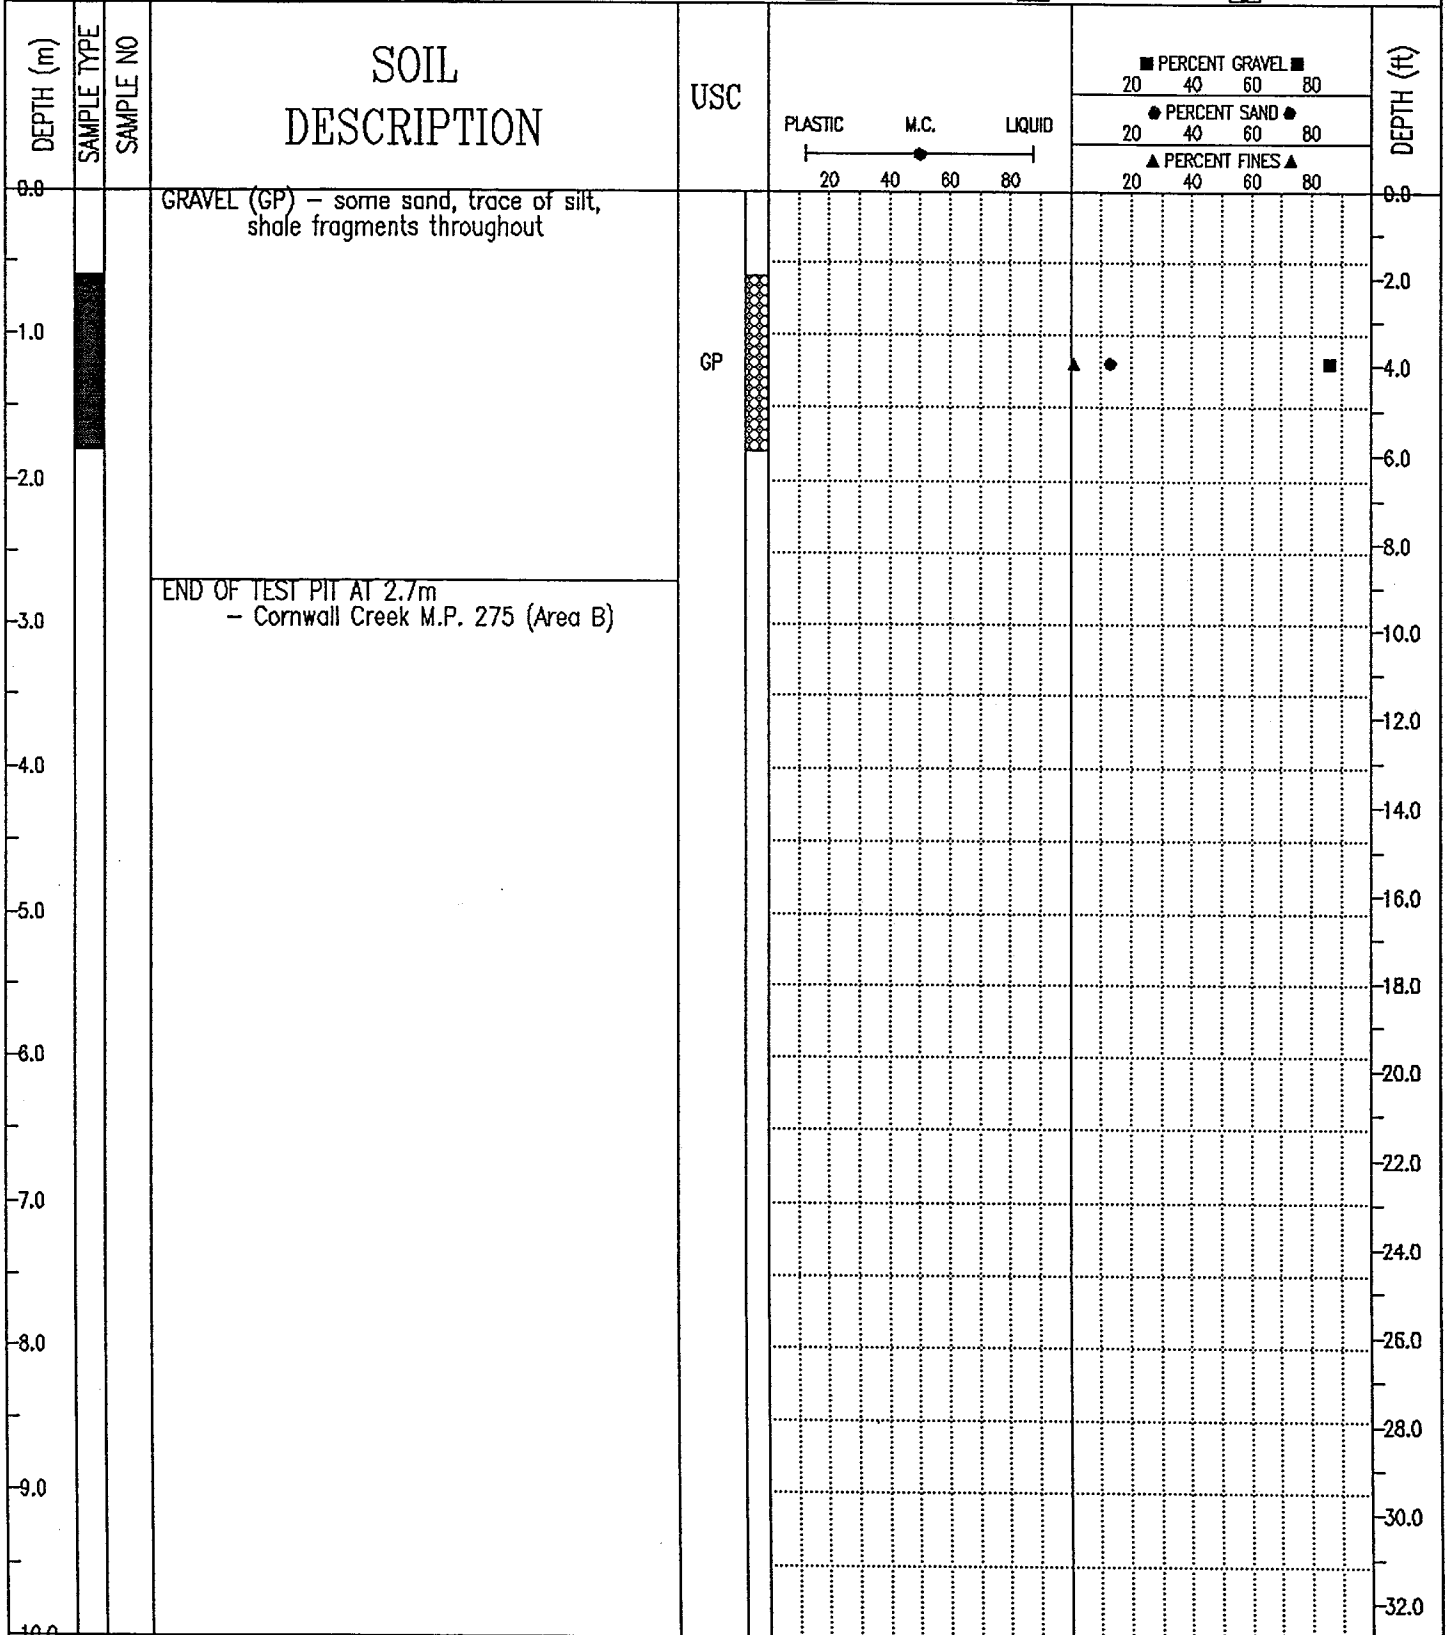 DEPTH (m)
SAMPLE TYPE
SAMPLE NO
SOIL
DESCRIPTION
USC
PLASTIC M.C. LIQUID
20 40 60 80
■ PERCENT GRAVEL ■
20 40 60 80
● PERCENT SAND ●
20 40 60 80
▲ PERCENT FINES ▲
20 40 60 80
DEPTH (ft)
0.0
GRAVEL (GP) – some sand, trace of silt,
shale fragments throughout
1.0
2.0
END OF TEST PIT AT 2.7m
– Cornwall Creek M.P. 275 (Area B)
3.0
4.0
5.0
6.0
7.0
8.0
9.0
10.0
GP
0.0
2.0
4.0
6.0
8.0
10.0
12.0
14.0
16.0
18.0
20.0
22.0
24.0
26.0
28.0
30.0
32.0